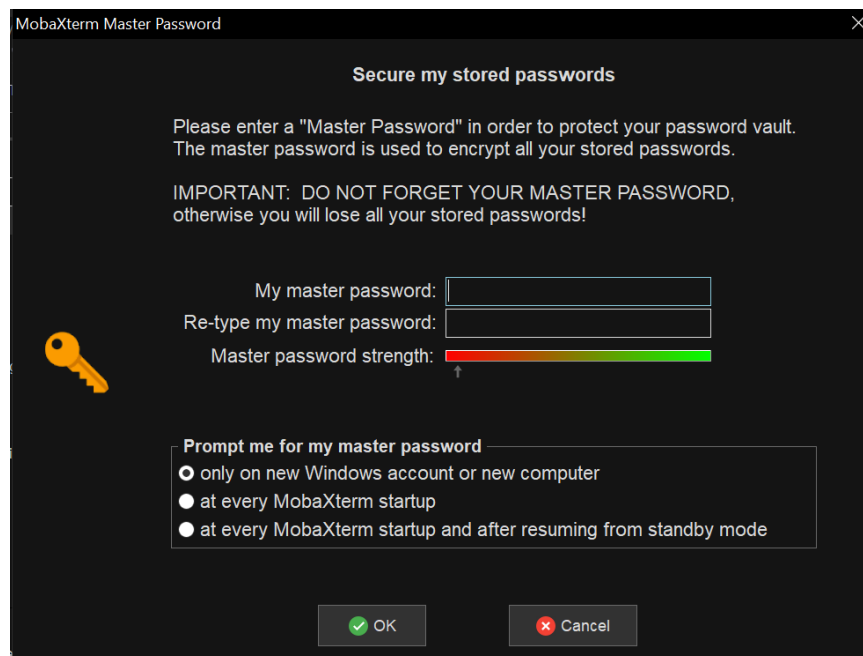 MobaXterm Master Password
Secure my stored passwords
Please enter a "Master Password" in order to protect your password vault.
The master password is used to encrypt all your stored passwords.
IMPORTANT: DO NOT FORGET YOUR MASTER PASSWORD,
otherwise you will lose all your stored passwords!
My master password:
Re-type my master password:
Master password strength:
Prompt me for my master password
only on new Windows account or new computer
at every MobaXterm startup
at every MobaXterm startup and after resuming from standby mode
OK Cancel